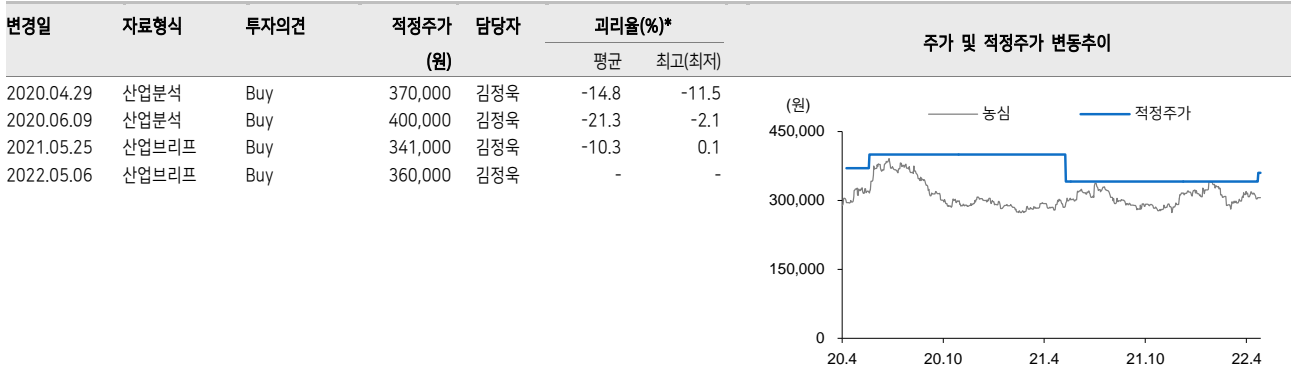 변경일 자료형식 투자의견 적정주가 담당자 괴리율(%)*
(원) 평균 최고(최저)
2020.04.29 산업분석 Buy 370,000 김정욱 -14.8 -11.5
2020.06.09 산업분석 Buy 400,000 김정욱 -21.3 -2.1
2021.05.25 산업브리프 Buy 341,000 김정욱 -10.3 0.1
2022.05.06 산업브리프 Buy 360,000 김정욱 - -
주가 및 적정주가 변동추이
(원)
농심 적정주가
450,000
300,000
150,000
0
20.4 20.10 21.4 21.10 22.4